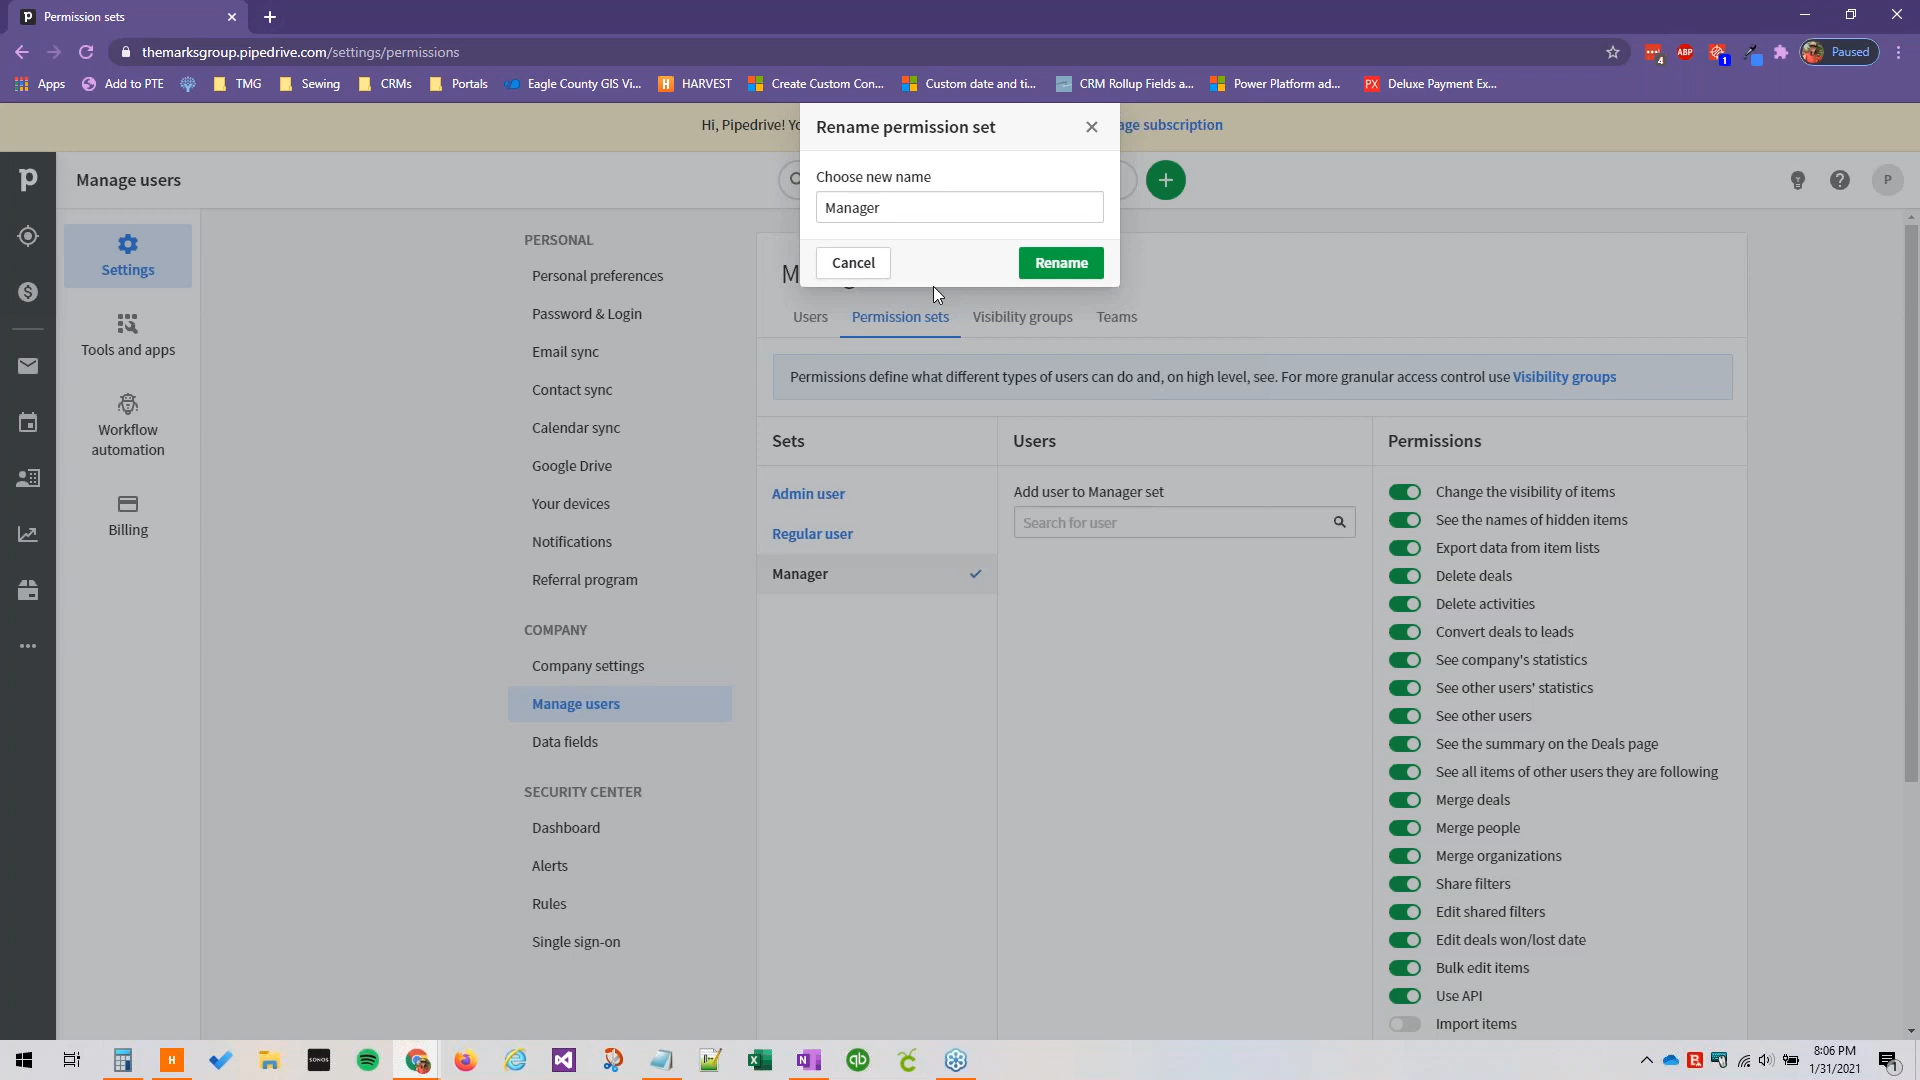 Permission sets
themarksgroup.pipedrive.com/settings/permissions
ABP
4
1
Paused
Apps
Add to PTE
TMG
Sewing
CRMs
Portals
Eagle County GIS Vi...
HARVEST
Create Custom Con...
Custom date and ti...
CRM Rollup Fields a...
Power Platform ad...
PX
Deluxe Payment Ex...
Hi, Pipedrive! Yo
age subscription
Rename permission set
Choose new name
Manager
Cancel
Rename
Manage users
P
Settings
Tools and apps
Workflow
automation
Billing
PERSONAL
Personal preferences
Password & Login
Email sync
Contact sync
Calendar sync
Google Drive
Your devices
Notifications
Referral program
COMPANY
Company settings
Manage users
Data fields
SECURITY CENTER
Dashboard
Alerts
Rules
Single sign-on
Users
Permission sets
Visibility groups
Teams
Permissions define what different types of users can do and, on high level, see. For more granular access control use Visibility groups
Sets
Admin user
Regular user
Manager
Users
Add user to Manager set
Search for user
Permissions
Change the visibility of items
See the names of hidden items
Export data from item lists
Delete deals
Delete activities
Convert deals to leads
See company's statistics
See other users' statistics
See other users
See the summary on the Deals page
See all items of other users they are following
Merge deals
Merge people
Merge organizations
Share filters
Edit shared filters
Edit deals won/lost date
Bulk edit items
Use API
Import items
SONOS
8:06 PM
1/31/2021
1